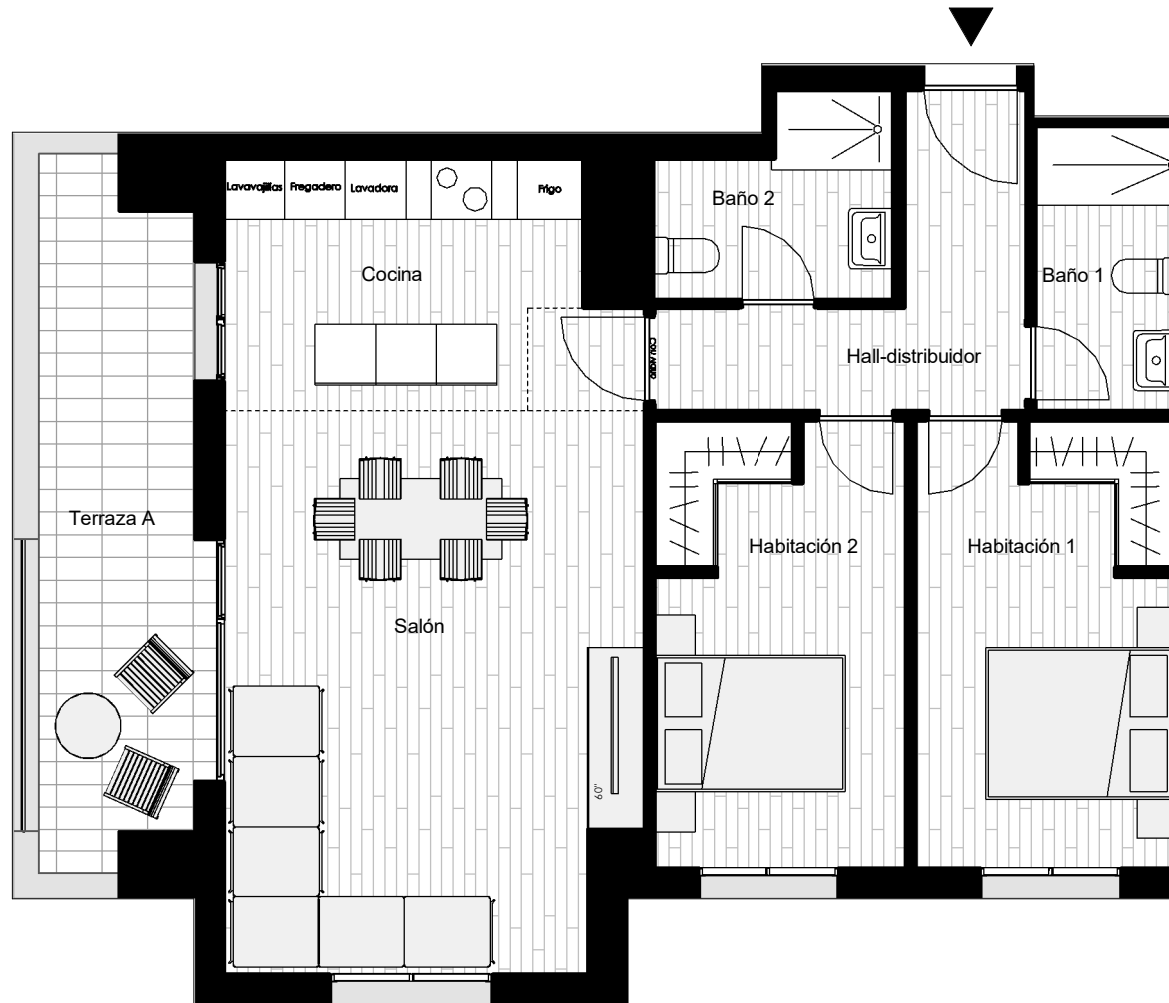 Lavavajillas
Fregadero
Lavadora
Frigo
Baño 2
Cocina
Baño 1
Hall-distribuidor
Terraza A
Habitación 2
Habitación 1
Salón
60"